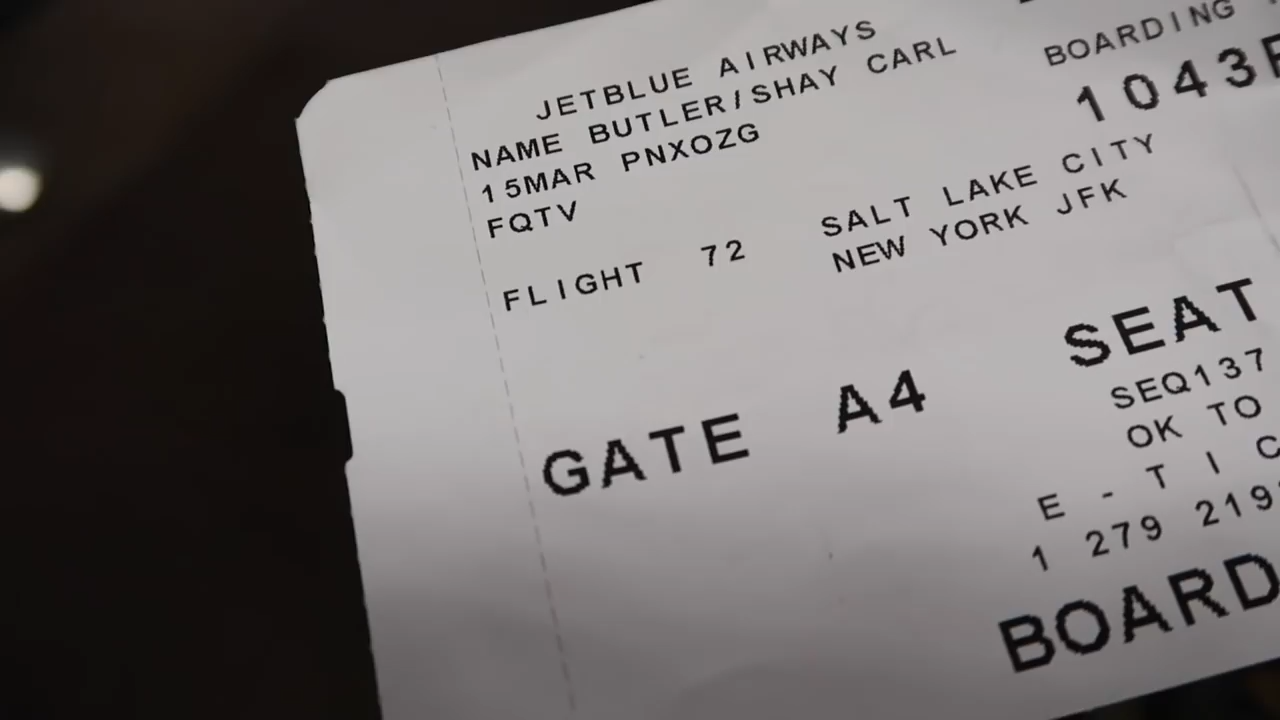 JETBLUE AIRWAYS
NAME BUTLER/SHAY CARL
15MAR PNXOZG
FQTV
FLIGHT 72 SALT LAKE CITY
NEW YORK JFK
GATE A4
BOARDING
1043
SEAT
SEQ137
OK TO
E - T I C
1 279 219
BOARD